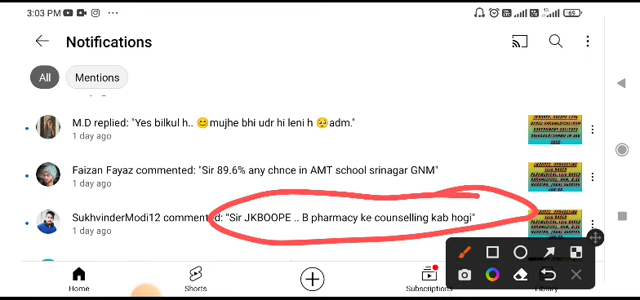 3:03 PM
69
Notifications
All
Mentions
M.D replied: "Yes bilkul h.. 😊mujhe bhi udr hi leni h 🥺adm."
1 day ago
Faizan Fayaz commented: "Sir 89.6% any chnce in AMT school srinagar GNM"
1 day ago
SukhvinderModi12 commented: "Sir JKBOOPE .. B pharmacy ke counselling kab hogi"
1 day ago
Home
Shorts
Subscriptions
Library